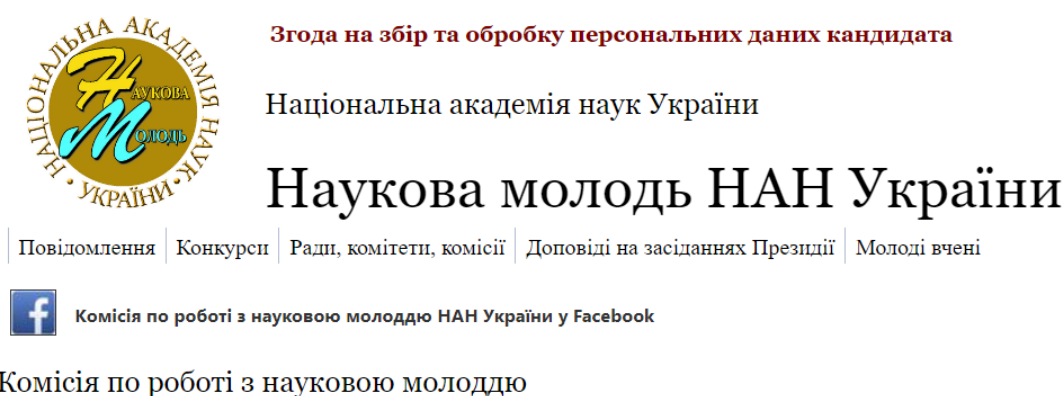 НАЦІОНАЛЬНА АКАДЕМІЯ НАУК • УКРАЇНИ •
НАУКОВА
МОЛОДЬ
Згода на збір та обробку персональних даних кандидата
Національна академія наук України
Наукова молодь НАН України
Повідомлення Конкурси Ради, комітети, комісії Доповіді на засіданнях Президії Молоді вчені
f Комісія по роботі з науковою молоддю НАН України у Facebook
Комісія по роботі з науковою молоддю